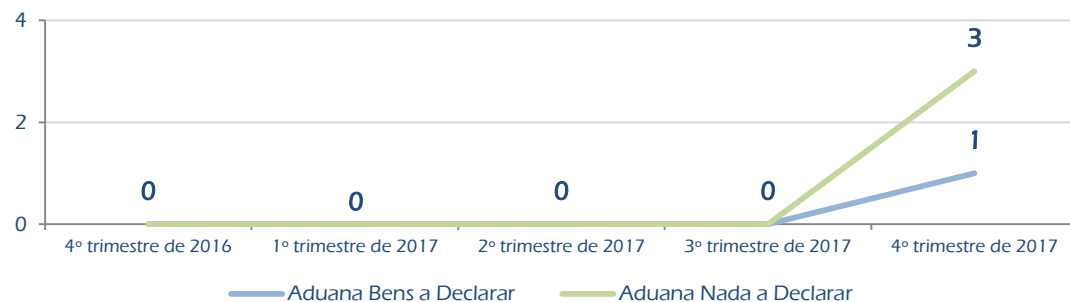 4
3
2
1
0 0 0 0
0
4º trimestre de 2016 1º trimestre de 2017 2º trimestre de 2017 3º trimestre de 2017 4º trimestre de 2017
Aduana Bens a Declarar Aduana Nada a Declarar